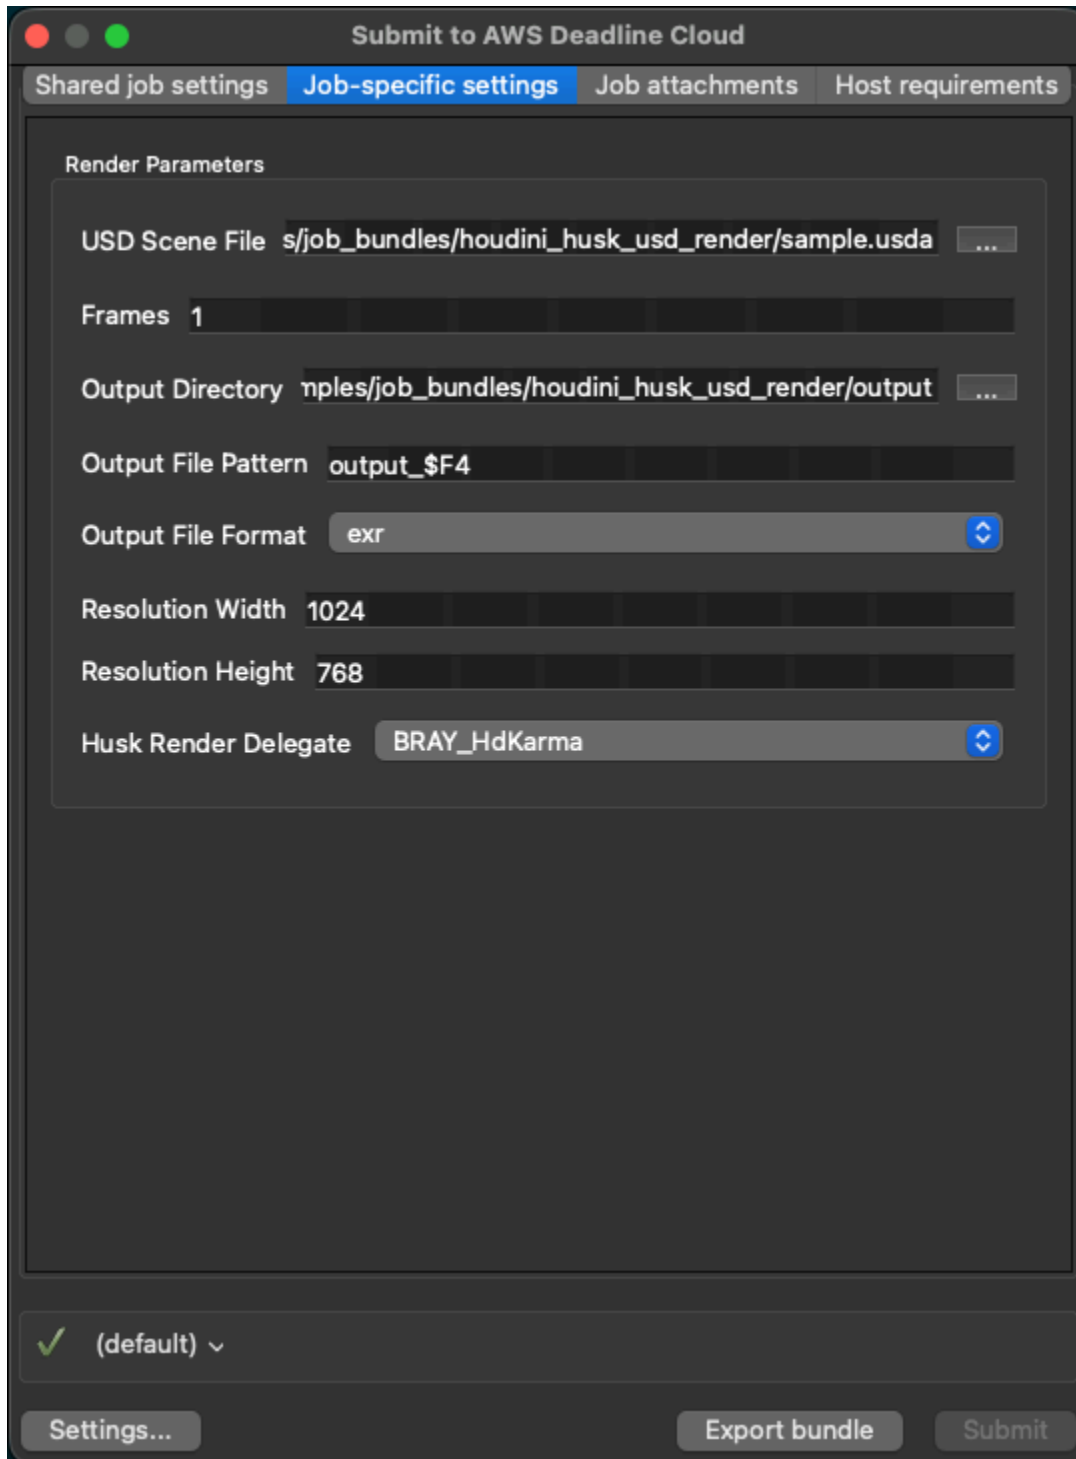 Submit to AWS Deadline Cloud
Shared job settings Job-specific settings Job attachments Host requirements
Render Parameters
USD Scene File s/job_bundles/houdini_husk_usd_render/sample.usda ...
Frames 1
Output Directory mples/job_bundles/houdini_husk_usd_render/output ...
Output File Pattern output_$F4
Output File Format exr
Resolution Width 1024
Resolution Height 768
Husk Render Delegate BRAY_HdKarma
(default)
Settings... Export bundle Submit